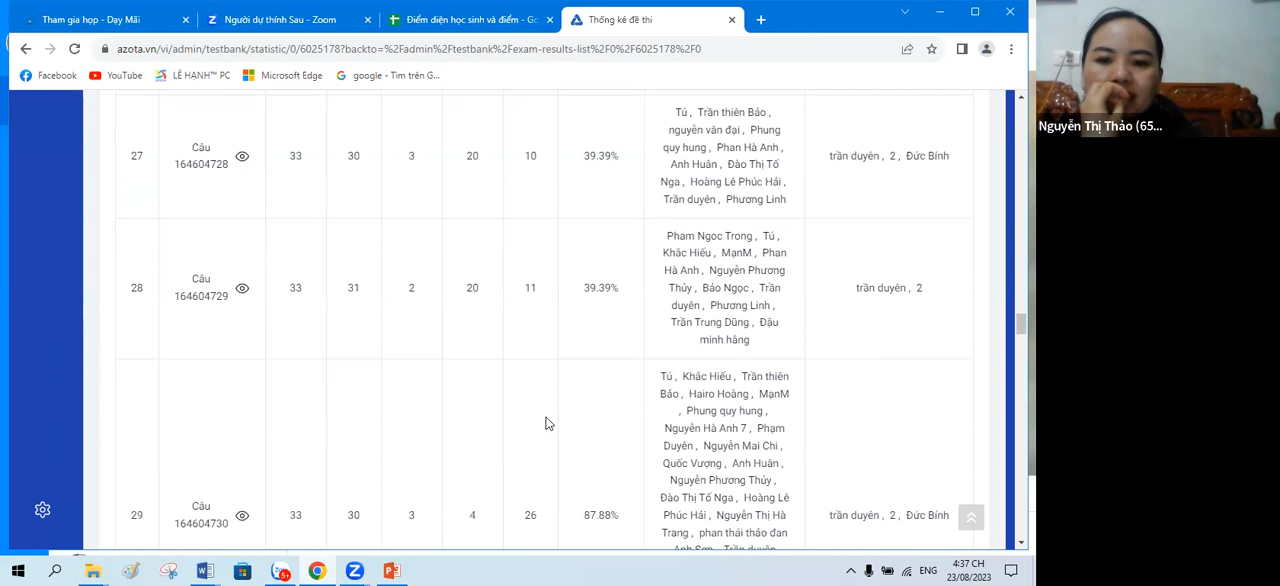 Tham gia họp - Dạy Mãi
Người dự thính Sau - Zoom
Điểm diện học sinh và điểm - Go
Thống kê đề thi
azota.vn/vi/admin/testbank/statistic/0/6025178?backto=%2Fadmin%2Ftestbank%2Fexam-results-list%2F0%2F6025178%2F0
Facebook
YouTube
LÊ HẠNH™ PC
Microsoft Edge
google - Tìm trên G...
27
Câu
164604728
33
30
3
20
10
39.39%
Tú , Trần thiên Bảo ,
nguyễn văn đại , Phung
quy hung , Phan Hà Anh ,
Anh Huân , Đào Thị Tố
Nga , Hoàng Lê Phúc Hải ,
Trần duyên , Phương Linh
trần duyên , 2 , Đức Bính
28
Câu
164604729
33
31
2
20
11
39.39%
Pham Ngoc Trong , Tú ,
Khắc Hiếu , MạnM , Phan
Hà Anh , Nguyễn Phương
Thủy , Bảo Ngọc , Trần
duyên , Phương Linh ,
Trần Trung Dũng , Đậu
minh hằng
trần duyên , 2
29
Câu
164604730
33
30
3
4
26
87.88%
Tú , Khắc Hiếu , Trần thiên
Bảo , Hairo Hoàng , MạnM
, Phung quy hung ,
Nguyễn Hà Anh 7 , Phạm
Duyên , Nguyễn Mai Chi ,
Quốc Vượng , Anh Huân ,
Nguyễn Phương Thủy ,
Đào Thị Tố Nga , Hoàng Lê
Phúc Hải , Nguyễn Thị Hà
Trang , phan thái thảo đan
Anh Sơn , Trần duyên
trần duyên , 2 , Đức Bính
Nguyễn Thị Thảo (65...
ENG
4:37 CH
23/08/2023